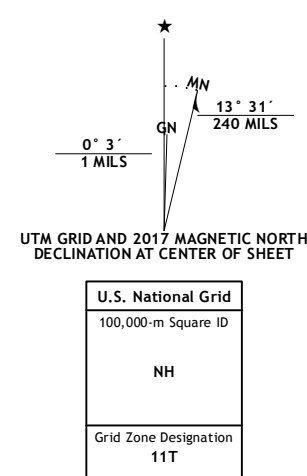 ★
MN
GN
0° 3´
1 MILS
13° 31´
240 MILS
UTM GRID AND 2017 MAGNETIC NORTH
DECLINATION AT CENTER OF SHEET
U.S. National Grid
100,000-m Square ID
NH
Grid Zone Designation
11T